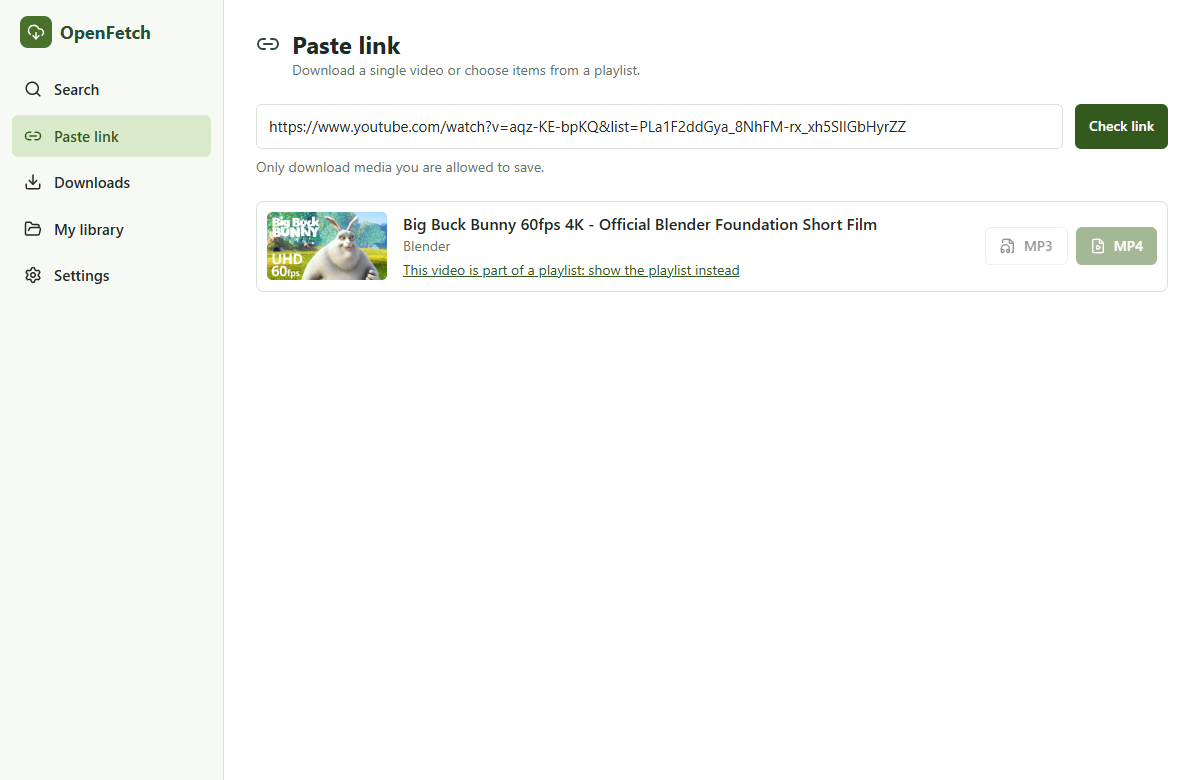 OpenFetch
Search
Paste link
Downloads
My library
Settings
Paste link
Download a single video or choose items from a playlist.
https://www.youtube.com/watch?v=aqz-KE-bpKQ&list=PLa1F2ddGya_8NhFM-rx_xh5SIlGbHyrZZ
Check link
Only download media you are allowed to save.
Big Buck
BUNNY
UHD
60fps
Big Buck Bunny 60fps 4K - Official Blender Foundation Short Film
Blender
This video is part of a playlist: show the playlist instead
MP3
MP4